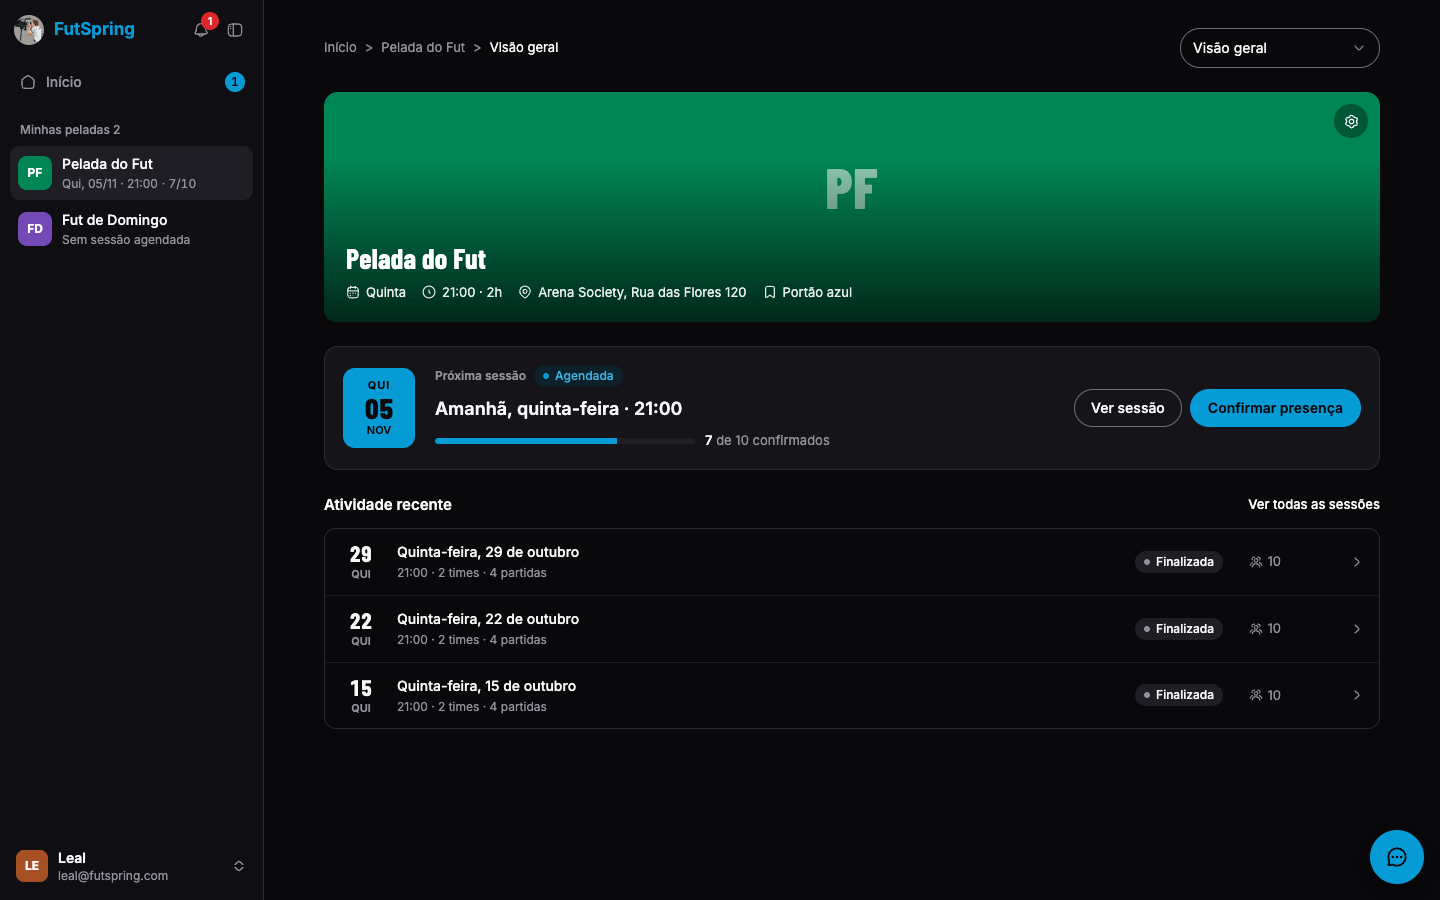 FutSpring
1
Início
1
Minhas peladas 2
PF
Pelada do Fut
Qui, 05/11 · 21:00 · 7/10
FD
Fut de Domingo
Sem sessão agendada
LE
Leal
leal@futspring.com
Início > Pelada do Fut > Visão geral
Visão geral
PF
Pelada do Fut
Quinta 21:00 · 2h Arena Society, Rua das Flores 120 Portão azul
QUI
05
NOV
Próxima sessão Agendada
Amanhã, quinta-feira · 21:00
7 de 10 confirmados
Ver sessão
Confirmar presença
Atividade recente
Ver todas as sessões
29
QUI
Quinta-feira, 29 de outubro
21:00 · 2 times · 4 partidas
Finalizada
10
22
QUI
Quinta-feira, 22 de outubro
21:00 · 2 times · 4 partidas
Finalizada
10
15
QUI
Quinta-feira, 15 de outubro
21:00 · 2 times · 4 partidas
Finalizada
10